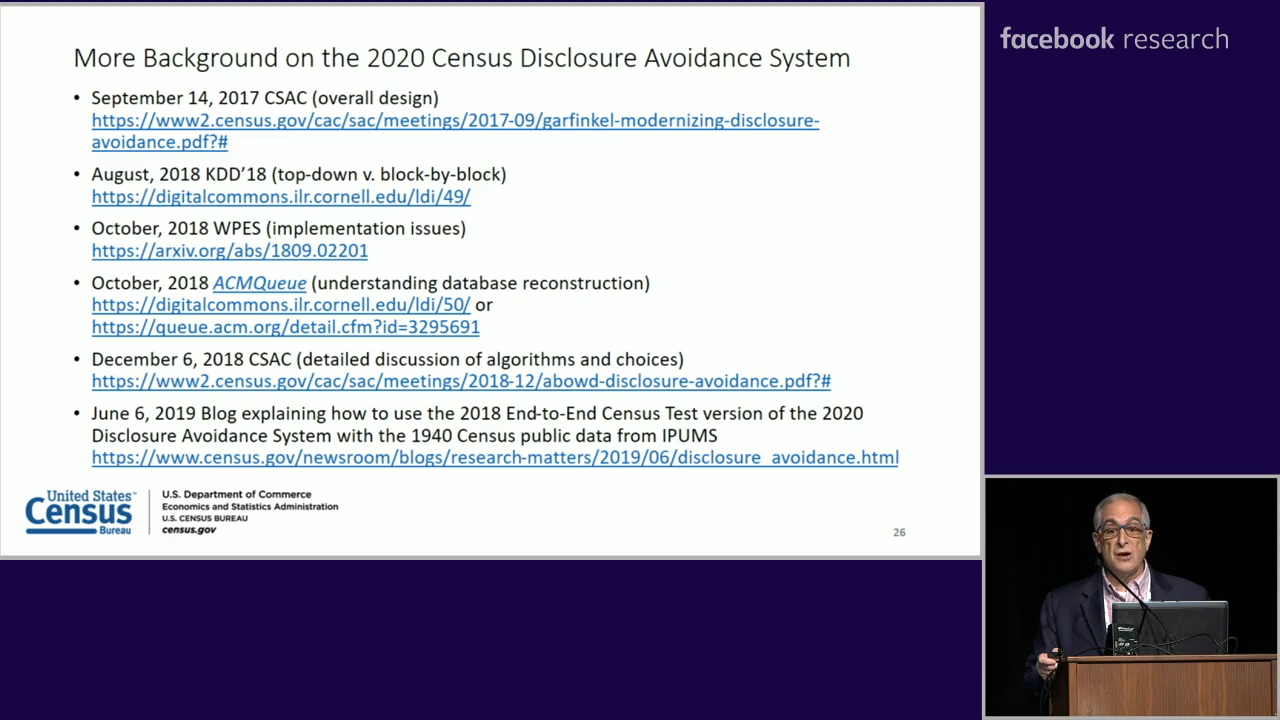 More Background on the 2020 Census Disclosure Avoidance System
facebook research
• September 14, 2017 CSAC (overall design)
https://www2.census.gov/cac/sac/meetings/2017-09/garfinkel-modernizing-disclosure-
avoidance.pdf?#
• August, 2018 KDD’18 (top-down v. block-by-block)
https://digitalcommons.ilr.cornell.edu/ldi/49/
• October, 2018 WPES (implementation issues)
https://arxiv.org/abs/1809.02201
• October, 2018 ACMQueue (understanding database reconstruction)
https://digitalcommons.ilr.cornell.edu/ldi/50/ or
https://queue.acm.org/detail.cfm?id=3295691
• December 6, 2018 CSAC (detailed discussion of algorithms and choices)
https://www2.census.gov/cac/sac/meetings/2018-12/abowd-disclosure-avoidance.pdf?#
• June 6, 2019 Blog explaining how to use the 2018 End-to-End Census Test version of the 2020
Disclosure Avoidance System with the 1940 Census public data from IPUMS
https://www.census.gov/newsroom/blogs/research-matters/2019/06/disclosure_avoidance.html
United States™
Census
Bureau
U.S. Department of Commerce
Economics and Statistics Administration
U.S. CENSUS BUREAU
census.gov
26